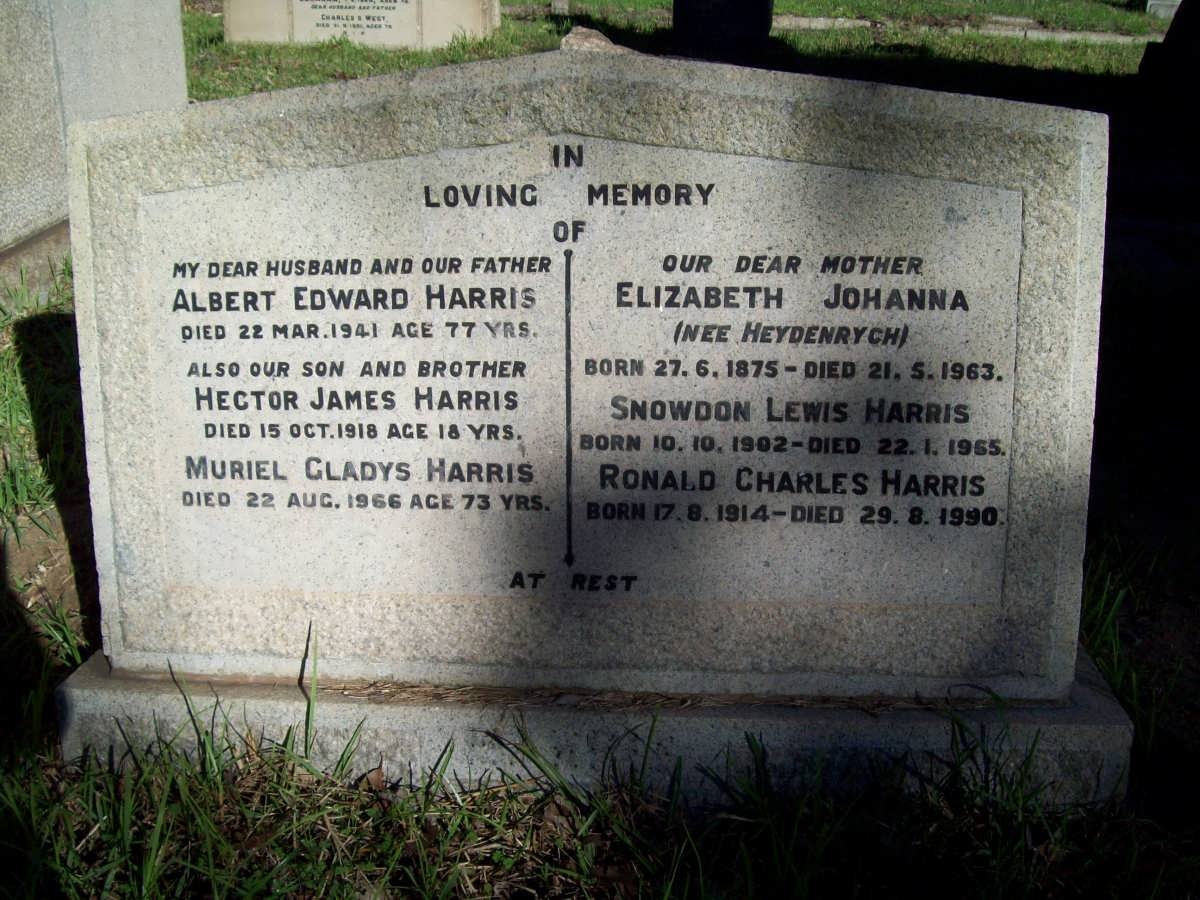 DEAR HUSBAND AND FATHER
CHARLES S WEST
IN
LOVING MEMORY
OF
MY DEAR HUSBAND AND OUR FATHER
ALBERT EDWARD HARRIS
DIED 22 MAR. 1941 AGE 77 YRS.
ALSO OUR SON AND BROTHER
HECTOR JAMES HARRIS
DIED 15 OCT. 1918 AGE 18 YRS.
MURIEL GLADYS HARRIS
DIED 22 AUG. 1966 AGE 73 YRS.
OUR DEAR MOTHER
ELIZABETH JOHANNA
(NEE HEYDENRYCH)
BORN 27. 6. 1875 - DIED 21. 5. 1963.
SNOWDON LEWIS HARRIS
BORN 10. 10. 1902 - DIED 22. 1. 1965.
RONALD CHARLES HARRIS
BORN 17. 8. 1914 - DIED 29. 8. 1990.
AT REST